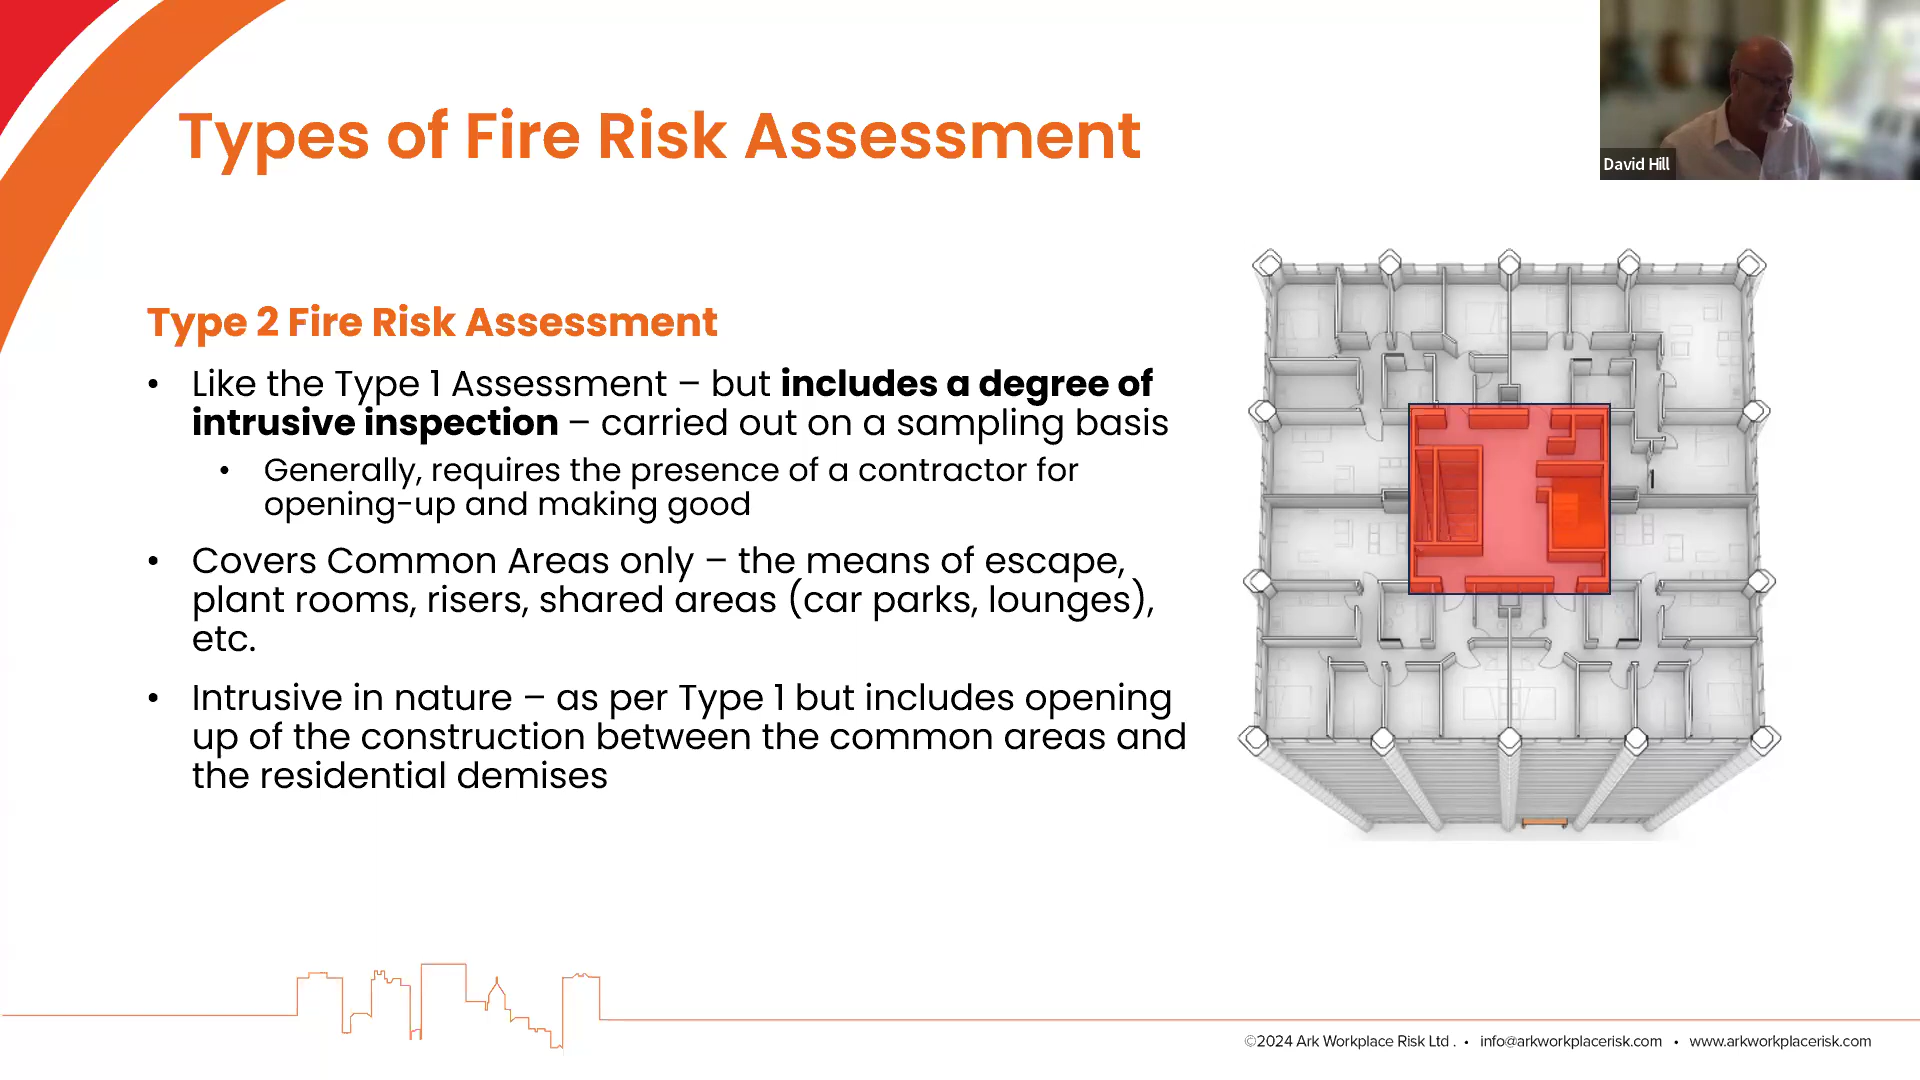 Types of Fire Risk Assessment
David Hill
Type 2 Fire Risk Assessment
• Like the Type 1 Assessment – but includes a degree of
intrusive inspection – carried out on a sampling basis
• Generally, requires the presence of a contractor for
opening-up and making good
• Covers Common Areas only – the means of escape,
plant rooms, risers, shared areas (car parks, lounges),
etc.
• Intrusive in nature – as per Type 1 but includes opening
up of the construction between the common areas and
the residential demises
©2024 Ark Workplace Risk Ltd . • info@arkworkplacerisk.com • www.arkworkplacerisk.com